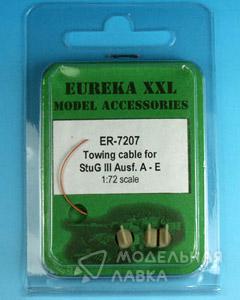 EUREKA XXL
MODEL ACCESSORIES
ER-7207
Towing cable for
StuG III Ausf. A - E
1:72 scale
МОДЕЛЬНАЯ
ЛАВКА